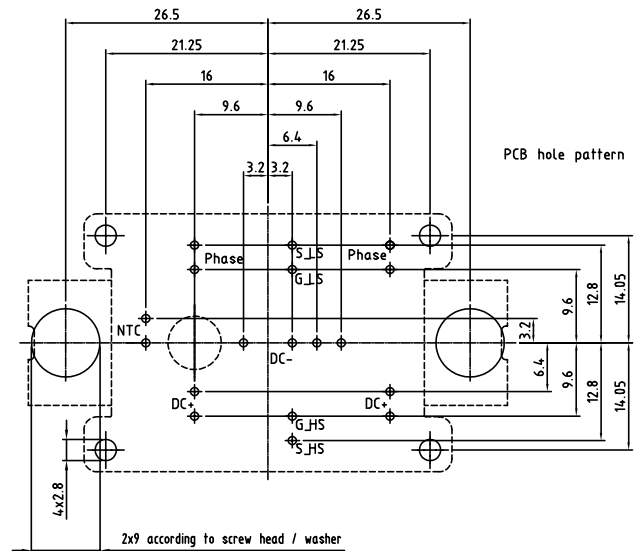 26.5 26.5
21.25 21.25
16 16
9.6 9.6
6.4
3.2 3.2
PCB hole pattern
S_LS
Phase Phase
G_LS
NTC
DC-
3.2
9.6
12.8
14.05
6.4
9.6
12.8
14.05
DC+ DC+
G_HS
S_HS
4x2.8
2x9 according to screw head / washer